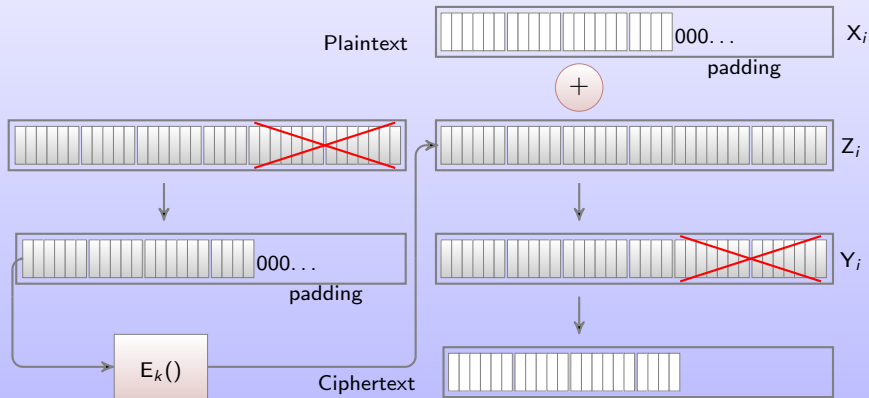 Plaintext
000...
X_i
padding
+
Z_i
000...
padding
Y_i
E_k()
Ciphertext